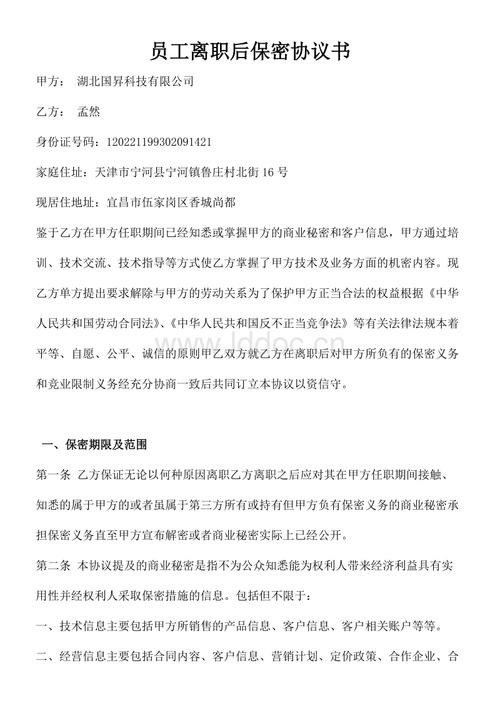 员工离职后保密协议书
甲方： 湖北国昇科技有限公司
乙方： 孟然
身份证号码：120221199302091421
家庭住址：天津市宁河县宁河镇鲁庄村北街16号
现居住地址：宜昌市伍家岗区香城尚都
鉴于乙方在甲方任职期间已经知悉或掌握甲方的商业秘密和客户信息，甲方通过培
训、技术交流、技术指导等方式使乙方掌握了甲方技术及业务方面的机密内容。现
乙方单方提出要求解除与甲方的劳动关系为了保护甲方正当合法的权益根据《中华
人民共和国劳动合同法》、《中华人民共和国反不正当竞争法》等有关法律法规本着
平等、自愿、公平、诚信的原则甲乙双方就乙方在离职后对甲方所负有的保密义务
和竞业限制义务经充分协商一致后共同订立本协议以资信守。
www.lddoc.cn
一、保密期限及范围
第一条 乙方保证无论以何种原因离职乙方离职之后应对其在甲方任职期间接触、
知悉的属于甲方的或者虽属于第三方所有或持有但甲方负有保密义务的商业秘密承
担保密义务直至甲方宣布解密或者商业秘密实际上已经公开。
第二条 本协议提及的商业秘密是指不为公众知悉能为权利人带来经济利益具有实
用性并经权利人采取保密措施的信息。包括但不限于：
一、技术信息主要包括甲方所销售的产品信息、客户信息、客户相关账户等等。
二、经营信息主要包括合同内容、客户信息、营销计划、定价政策、合作企业、合